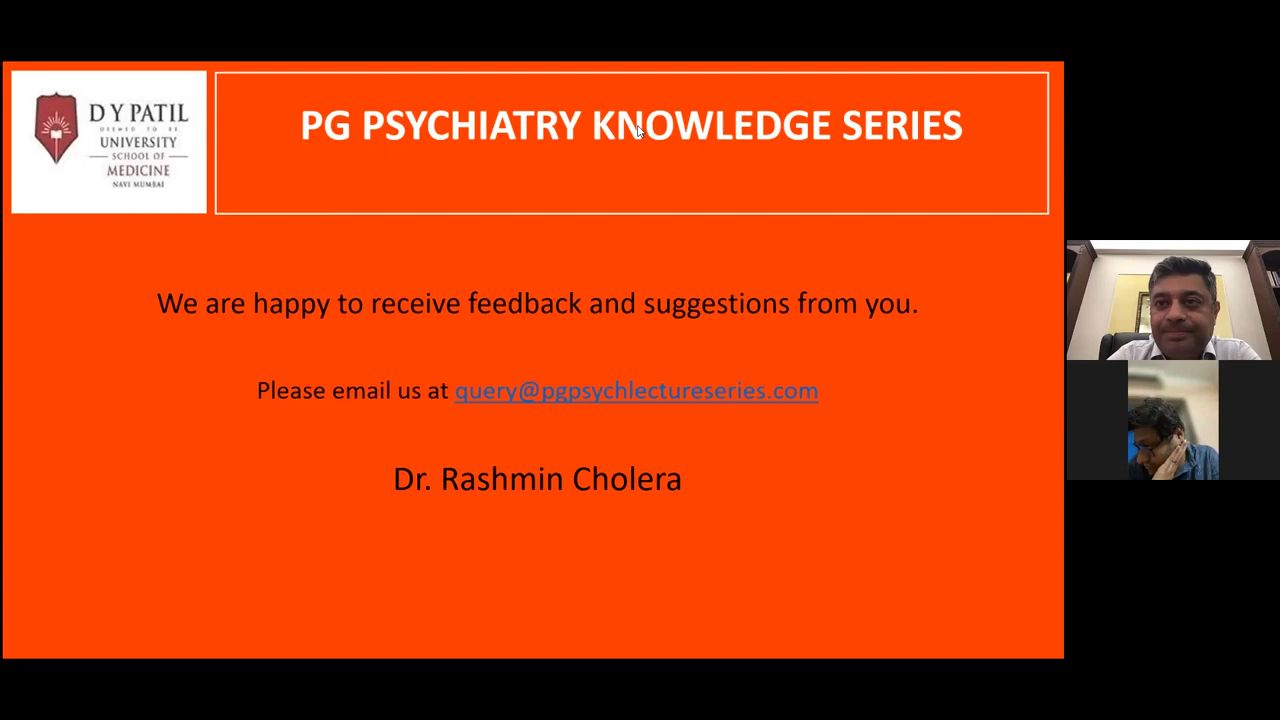 D Y PATIL
DEEMED TO BE
UNIVERSITY
SCHOOL OF
MEDICINE
NAVI MUMBAI
PG PSYCHIATRY KNOWLEDGE SERIES
We are happy to receive feedback and suggestions from you.
Please email us at query@pgpsychlectureseries.com
Dr. Rashmin Cholera